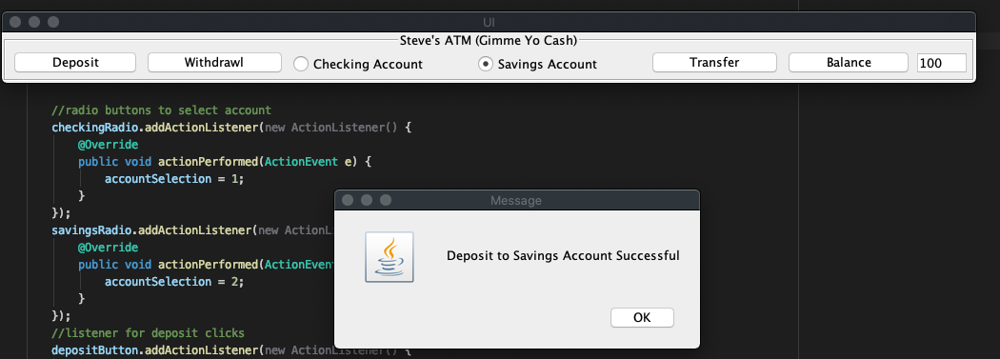 UI
Steve's ATM (Gimme Yo Cash)
Deposit Withdrawl Checking Account Savings Account Transfer Balance 100
//radio buttons to select account
checkingRadio.addActionListener(new ActionListener() {
@Override
public void actionPerformed(ActionEvent e) {
accountSelection = 1;
}
});
savingsRadio.addActionListener(new ActionL
@Override
public void actionPerformed(ActionEvent
accountSelection = 2;
}
});
//listener for deposit clicks
depositButton.addActionListener(new ActionListener() {
Message
Deposit to Savings Account Successful
OK